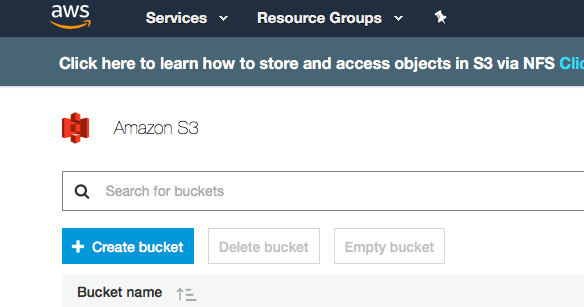 aws
Services Resource Groups
Click here to learn how to store and access objects in S3 via NFS Clic
Amazon S3
Search for buckets
+ Create bucket Delete bucket Empty bucket
Bucket name